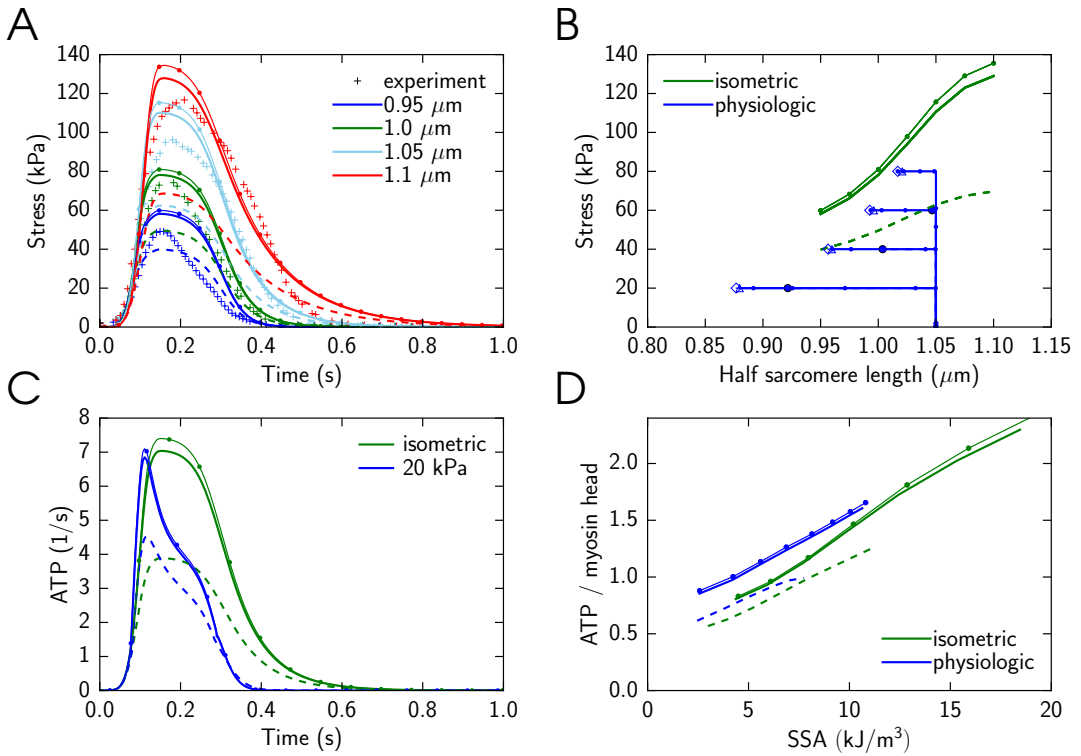 A
140
120
100
80
60
40
20
0
Stress (kPa)
0.0 0.2 0.4 0.6 0.8 1.0
Time (s)
experiment
0.95 μm
1.0 μm
1.05 μm
1.1 μm
B
140
120
100
80
60
40
20
0
Stress (kPa)
0.80 0.85 0.90 0.95 1.00 1.05 1.10 1.15
Half sarcomere length (μm)
isometric
physiologic
C
8
7
6
5
4
3
2
1
0
ATP (1/s)
0.0 0.2 0.4 0.6 0.8 1.0
Time (s)
isometric
20 kPa
D
2.0
1.5
1.0
0.5
0.0
ATP / myosin head
0 5 10 15 20
SSA (kJ/m³)
isometric
physiologic